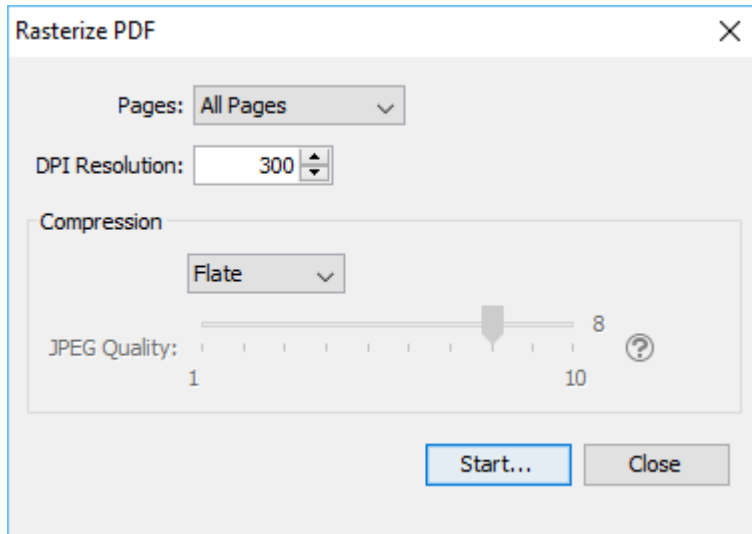 Rasterize PDF
Pages: All Pages
DPI Resolution: 300
Compression
Flate
8
JPEG Quality: ?
1 10
Start... Close